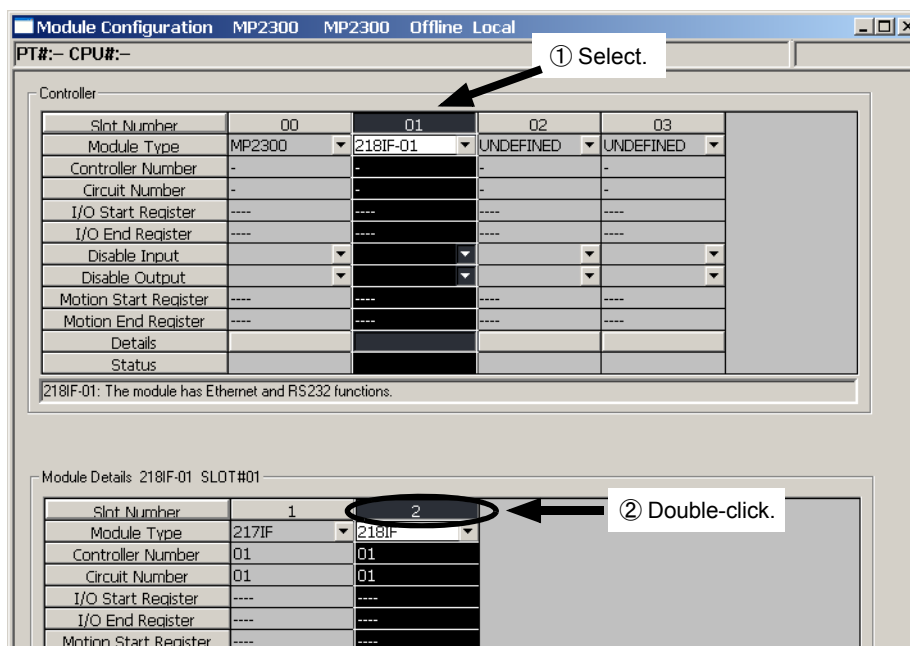 Module Configuration MP2300 MP2300 Offline Local
PT#:– CPU#:–
① Select.
Controller
Slot Number 00 01 02 03
Module Type MP2300 218IF-01 UNDEFINED UNDEFINED
Controller Number - - - -
Circuit Number - - - -
I/O Start Register ---- ---- ---- ----
I/O End Register ---- ---- ---- ----
Disable Input
Disable Output
Motion Start Register ---- ---- ---- ----
Motion End Register ---- ---- ---- ----
Details
Status
218IF-01: The module has Ethernet and RS232 functions.
Module Details 218IF-01 SLOT#01
Slot Number 1 2
② Double-click.
Module Type 217IF 218IF
Controller Number 01 01
Circuit Number 01 01
I/O Start Register ---- ----
I/O End Register ---- ----
Motion Start Register ---- ----